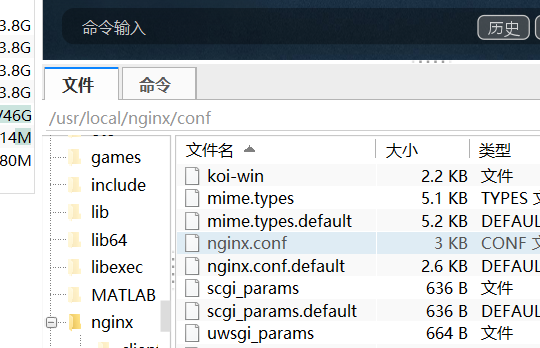 3.8G
命令输入
历史
3.8G
3.8G
3.8G
/46G
14M
80M
文件
命令
/usr/local/nginx/conf
games
include
lib
lib64
libexec
MATLAB
nginx
文件名 大小 类型
koi-win 2.2 KB 文件
mime.types 5.1 KB TYPES
mime.types.default 5.2 KB DEFAUL
nginx.conf 3 KB CONF 文
nginx.conf.default 2.6 KB DEFAUL
scgi_params 636 B 文件
scgi_params.default 636 B DEFAUL
uwsgi_params 664 B 文件